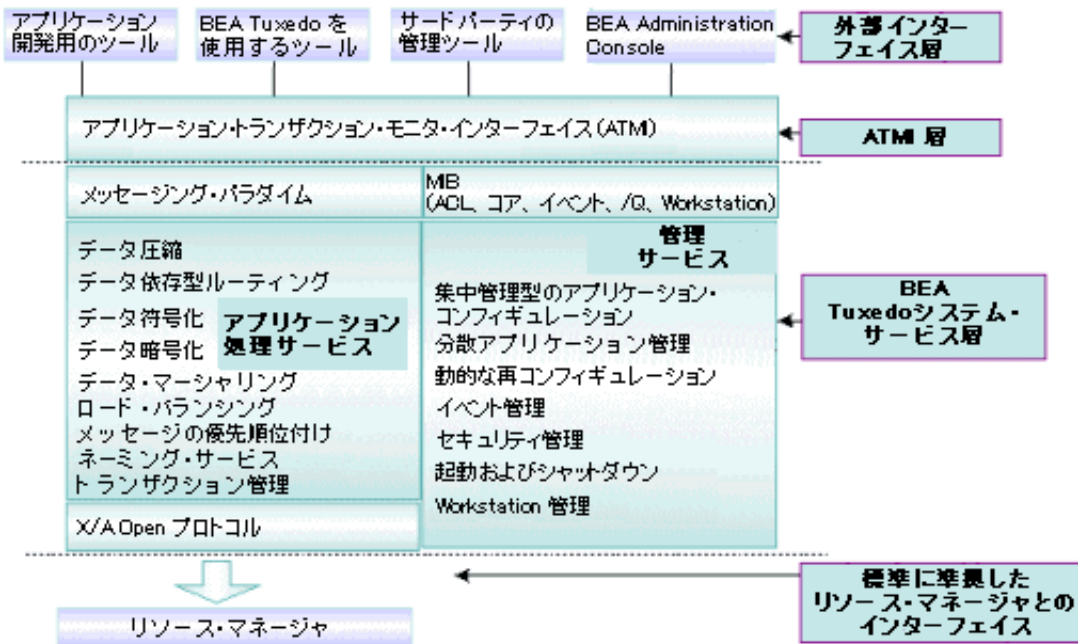 アプリケーション
開発用のツール
BEA Tuxedo を
使用するツール
サードパーティの
管理ツール
BEA Administration
Console
外部インター
フェイス層
アプリケーション・トランザクション・モニタ・インターフェイス(ATMI)
ATMI 層
メッセージング・パラダイム
MIB
(ACL、コア、イベント、/Q、Workstation)
データ圧縮
データ依存型ルーティング
データ符号化
データ暗号化
アプリケーション
処理サービス
データ・マーシャリング
ロード・バランシング
メッセージの優先順位付け
ネーミング・サービス
トランザクション管理
X/A Open プロトコル
管理
サービス
集中管理型のアプリケーション・
コンフィギュレーション
分散アプリケーション管理
動的な再コンフィギュレーション
イベント管理
セキュリティ管理
起動およびシャットダウン
Workstation 管理
BEA
Tuxedoシステム・
サービス層
標準に準拠した
リソース・マネージャとの
インターフェイス
リソース・マネージャ